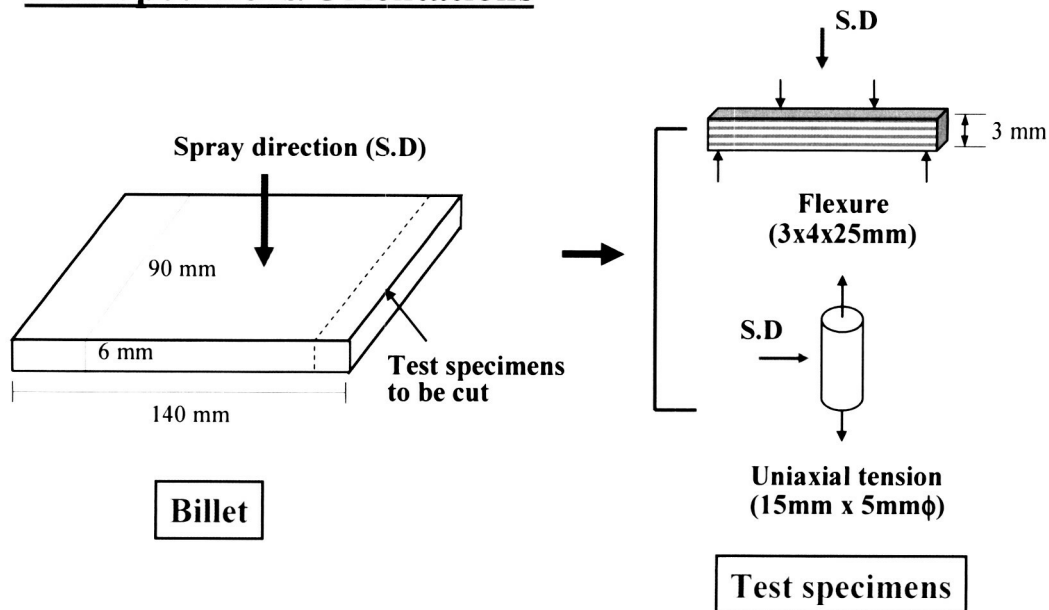 Orientations
Spray direction (S.D)
90 mm
6 mm
140 mm
Test specimens
to be cut
Billet
S.D
3 mm
Flexure
(3x4x25mm)
S.D
Uniaxial tension
(15mm x 5mmϕ)
Test specimens